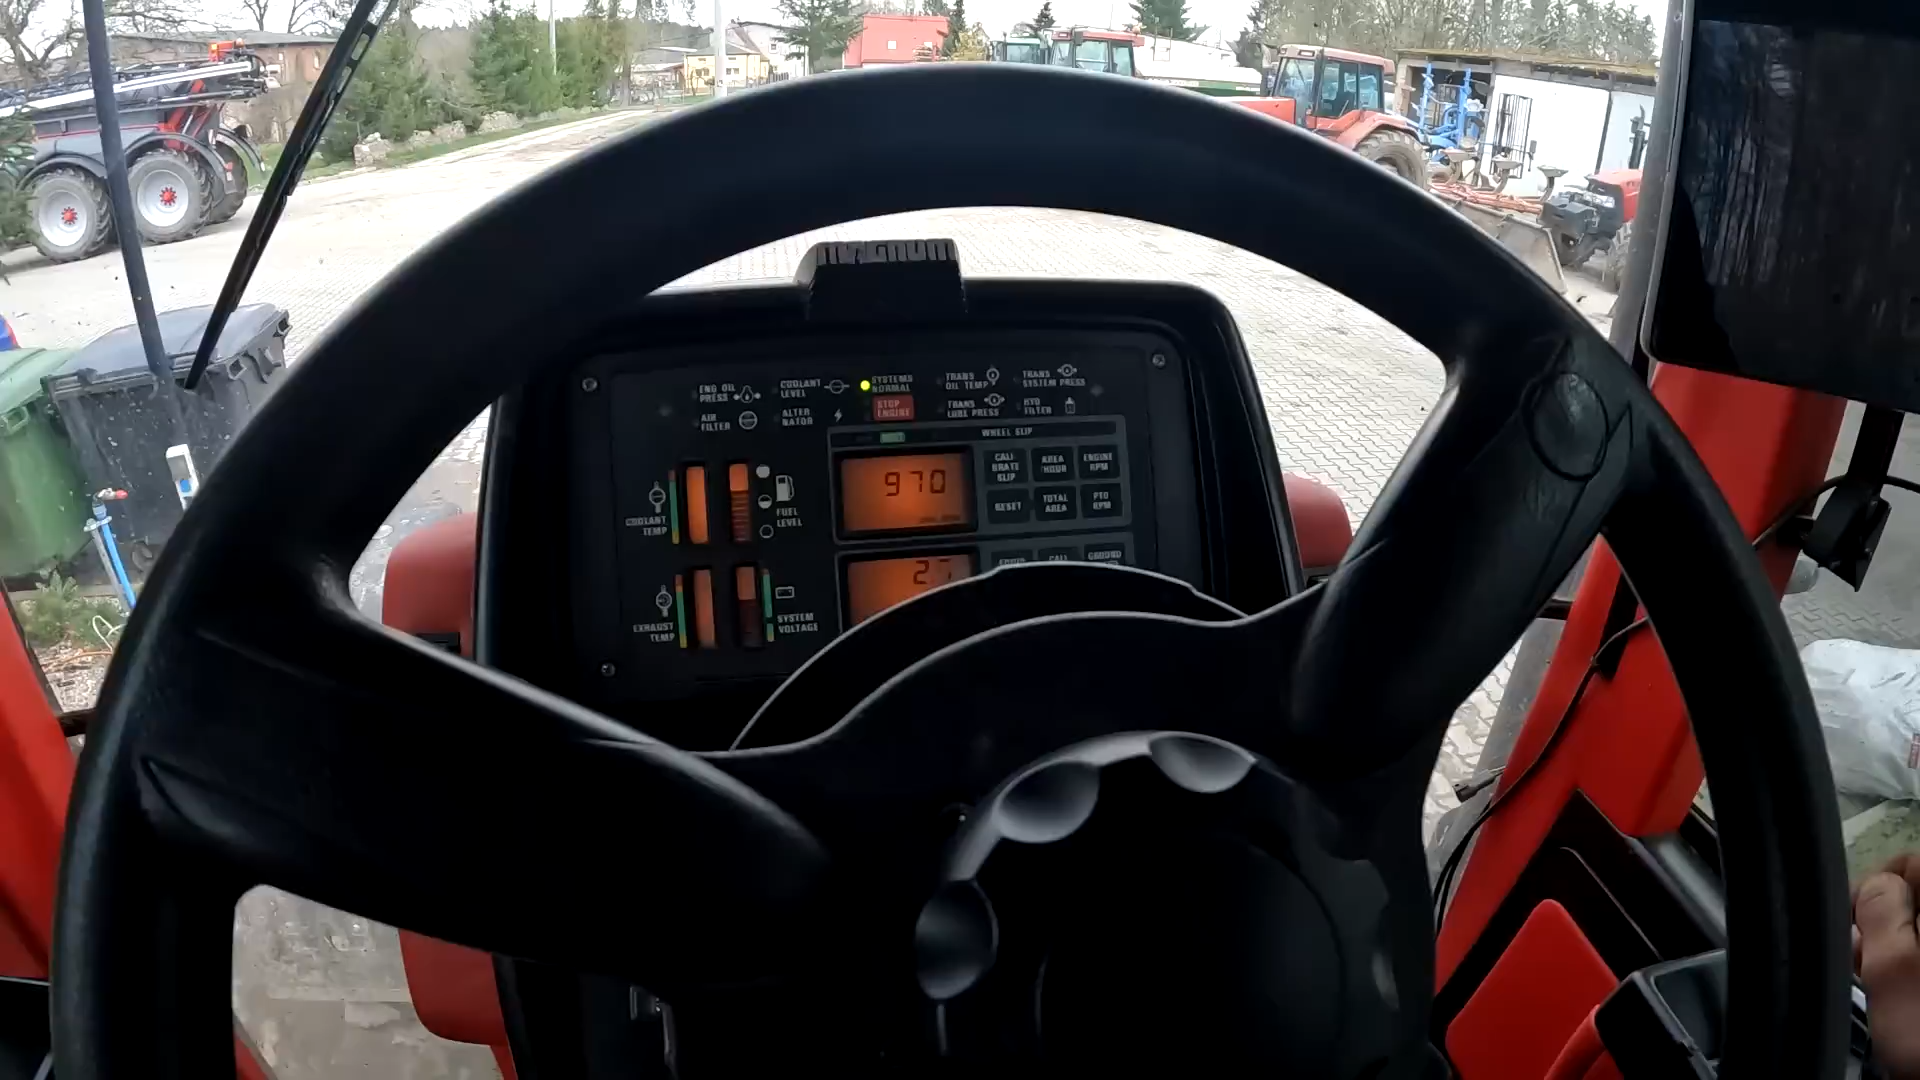 MAGNUM
ENG OIL
PRESS
COOLANT
LEVEL
SYSTEMS
NORMAL
TRANS
OIL TEMP
TRANS
SYSTEM PRESS
AIR
FILTER
ALTER
NATOR
STOP
ENGINE
TRANS
LUBE PRESS
HYD
FILTER
WHEEL SLIP
970
CALI
BRATE
SLIP
AREA
HOUR
ENGINE
RPM
RESET
TOTAL
AREA
PTO
RPM
COOLANT
TEMP
FUEL
LEVEL
2.7
GROUND
EXHAUST
TEMP
SYSTEM
VOLTAGE